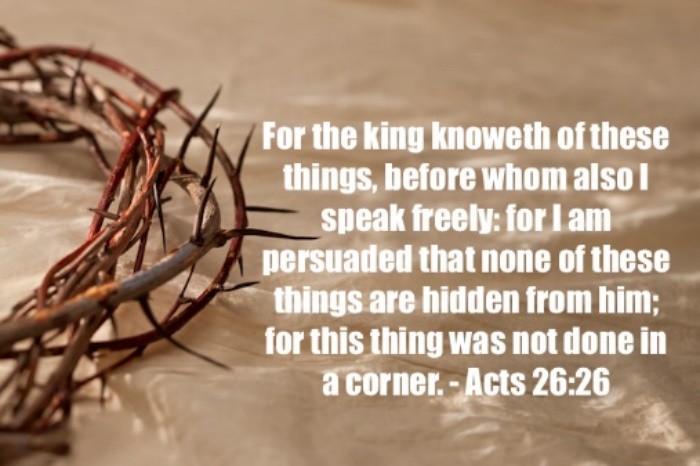 For the king knoweth of these
things, before whom also I
speak freely: for I am
persuaded that none of these
things are hidden from him;
for this thing was not done in
a corner. - Acts 26:26